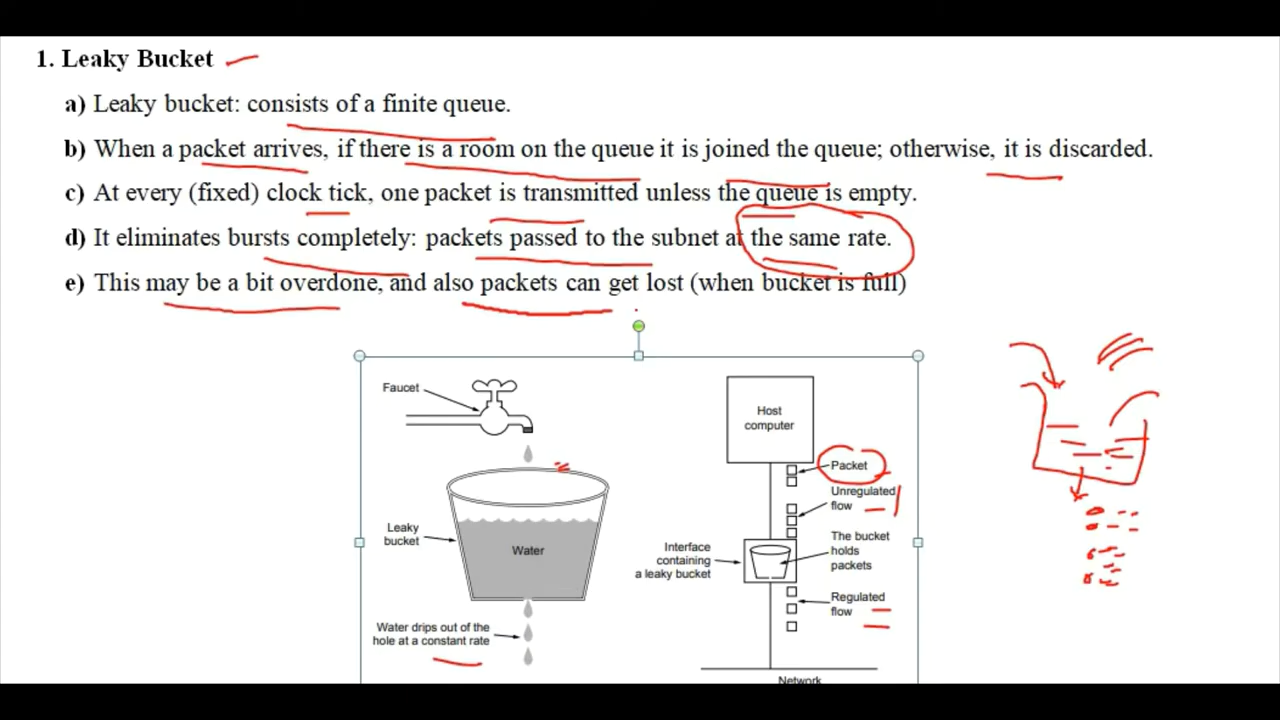 1. Leaky Bucket
a) Leaky bucket: consists of a finite queue.
b) When a packet arrives, if there is a room on the queue it is joined the queue; otherwise, it is discarded.
c) At every (fixed) clock tick, one packet is transmitted unless the queue is empty.
d) It eliminates bursts completely: packets passed to the subnet at the same rate.
e) This may be a bit overdone, and also packets can get lost (when bucket is full)
Faucet
Leaky
bucket
Water
Water drips out of the
hole at a constant rate
Host
computer
Packet
Unregulated
flow
The bucket
holds
packets
Interface
containing
a leaky bucket
Regulated
flow
Network